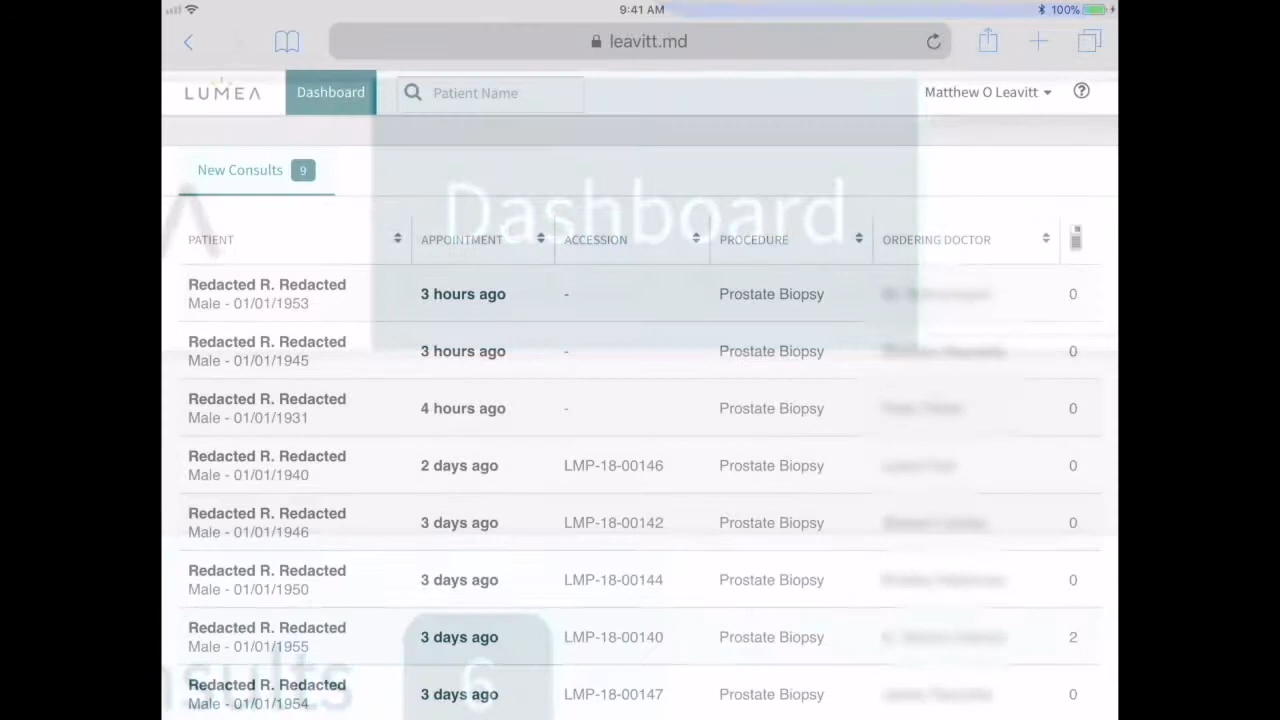 9:41 AM
100%
leavitt.md
LUMEA
Dashboard
Patient Name
Matthew O Leavitt
?
New Consults 9
Dashboard
PATIENT APPOINTMENT ACCESSION PROCEDURE ORDERING DOCTOR
Redacted R. Redacted
Male - 01/01/1953
3 hours ago - Prostate Biopsy 0
Redacted R. Redacted
Male - 01/01/1945
3 hours ago - Prostate Biopsy 0
Redacted R. Redacted
Male - 01/01/1931
4 hours ago - Prostate Biopsy 0
Redacted R. Redacted
Male - 01/01/1940
2 days ago LMP-18-00146 Prostate Biopsy 0
Redacted R. Redacted
Male - 01/01/1946
3 days ago LMP-18-00142 Prostate Biopsy 0
Redacted R. Redacted
Male - 01/01/1950
3 days ago LMP-18-00144 Prostate Biopsy 0
Redacted R. Redacted
Male - 01/01/1955
3 days ago LMP-18-00140 Prostate Biopsy 2
Redacted R. Redacted
Male - 01/01/1954
3 days ago LMP-18-00147 Prostate Biopsy 0
nsults 6